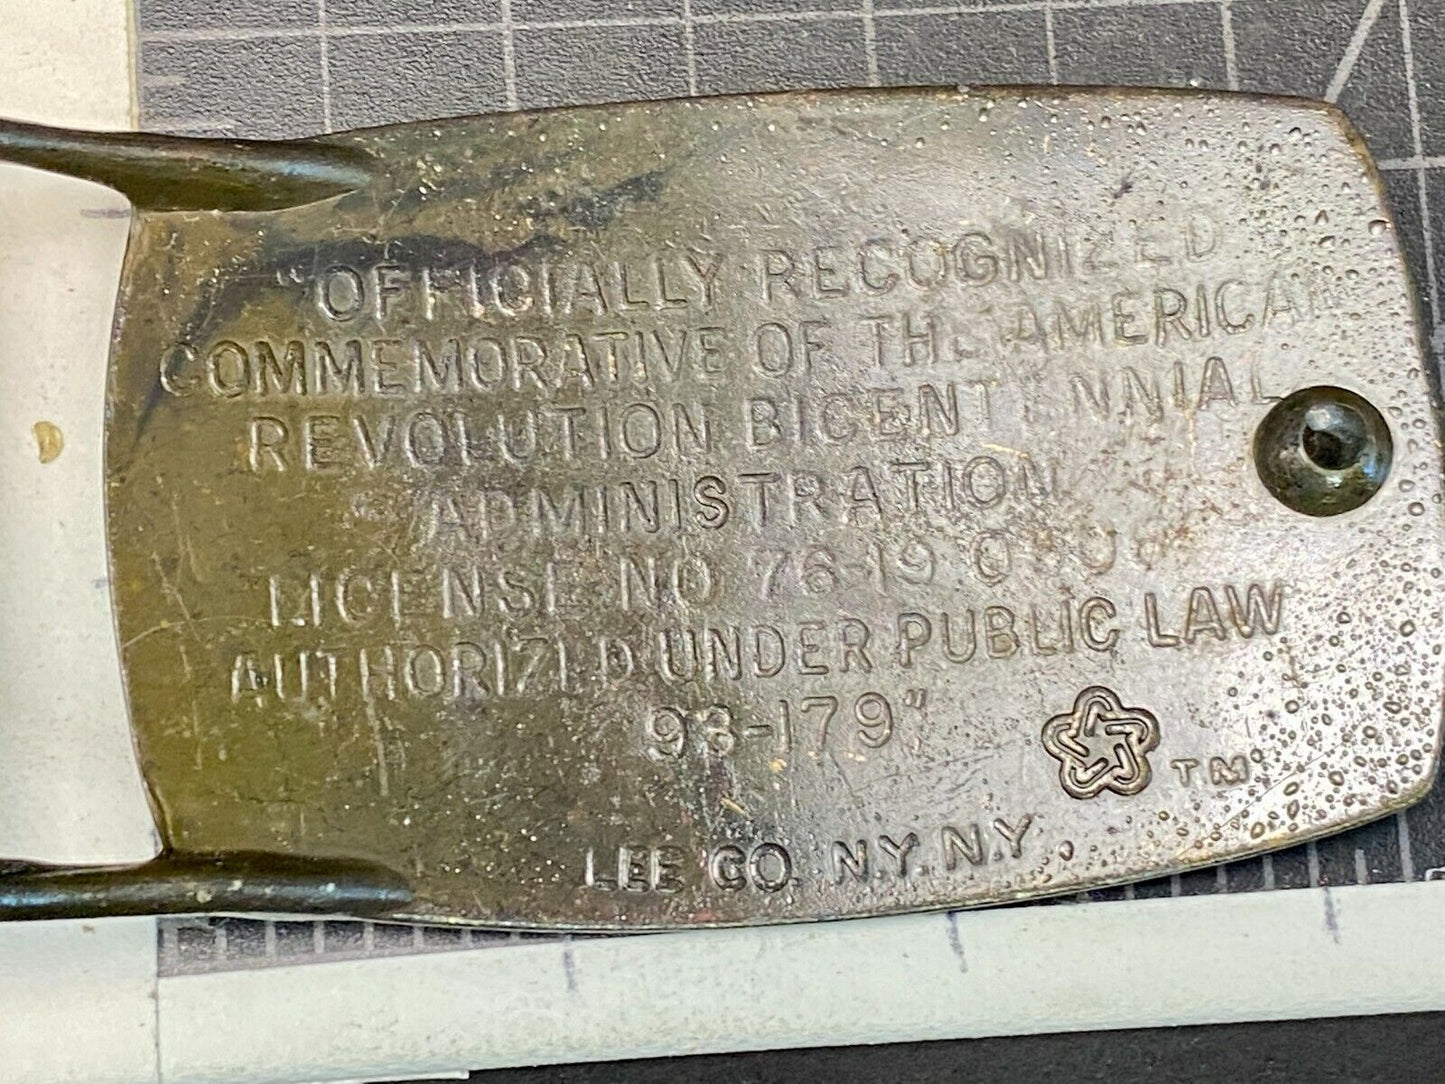 "OFFICIALLY RECOGNIZED
COMMEMORATIVE OF THE AMERICAN
REVOLUTION BICENTENNIAL
ADMINISTRATION
LICENSE NO 76-19
AUTHORIZED UNDER PUBLIC LAW
93-179"
TM
LEE CO. N.Y. N.Y.